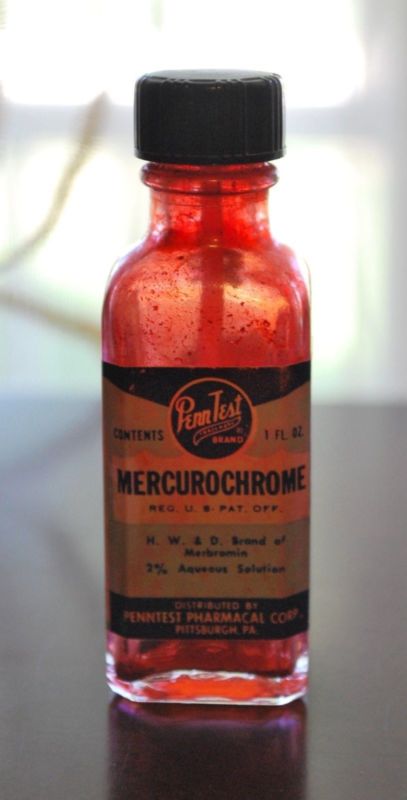 PennTest
BRAND
CONTENTS
1 FL. OZ.
MERCUROCHROME
REG. U. S. PAT. OFF.
H. W. & D. Brand of
Merbromin
2% Aqueous Solution
DISTRIBUTED BY
PENNTEST PHARMACAL CORP.
PITTSBURGH, PA.